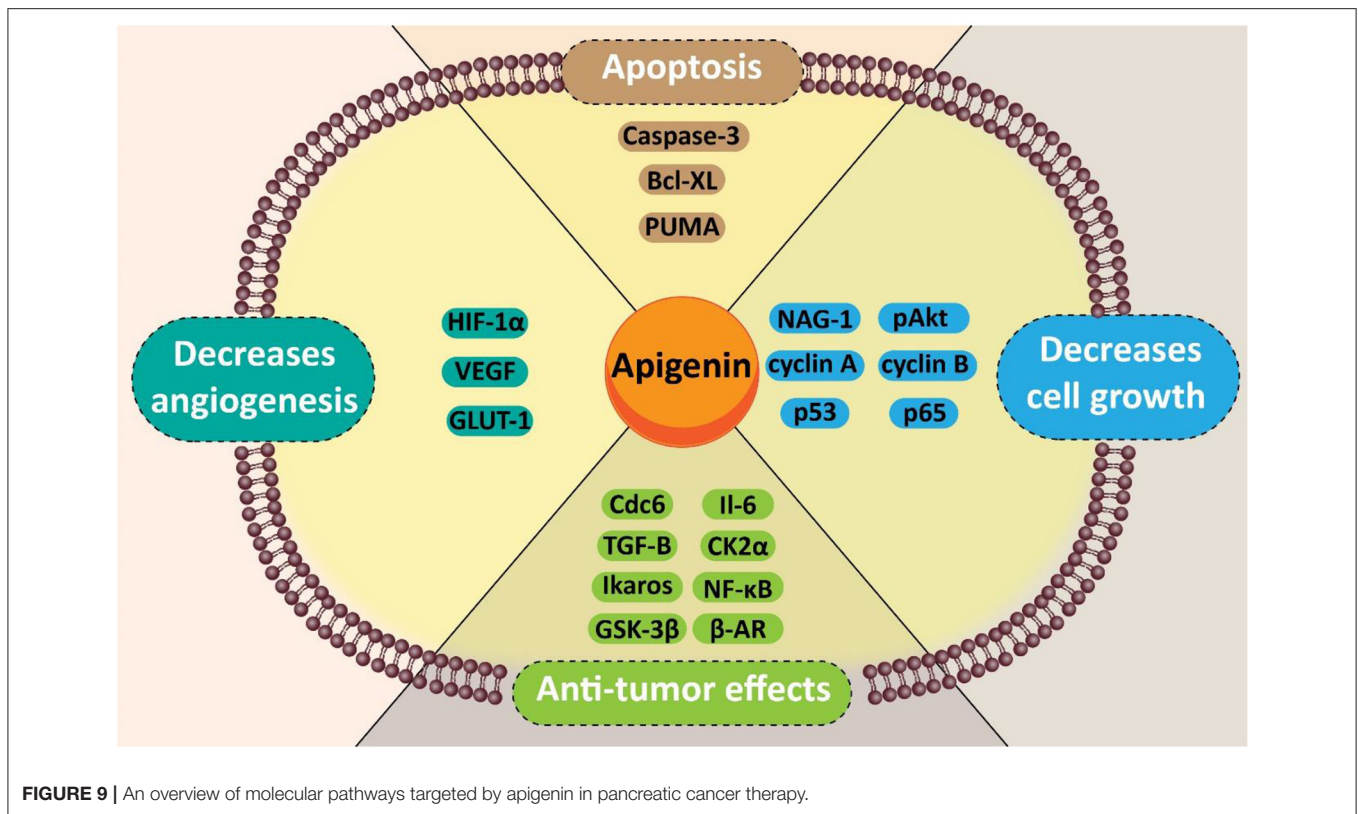 Apoptosis
Caspase-3
Bcl-XL
PUMA
Decreases
angiogenesis
HIF-1α
VEGF
GLUT-1
Apigenin
NAG-1 pAkt
cyclin A cyclin B
p53 p65
Decreases
cell growth
Cdc6 Il-6
TGF-B CK2α
Ikaros NF-κB
GSK-3β β-AR
Anti-tumor effects
FIGURE 9 | An overview of molecular pathways targeted by apigenin in pancreatic cancer therapy.